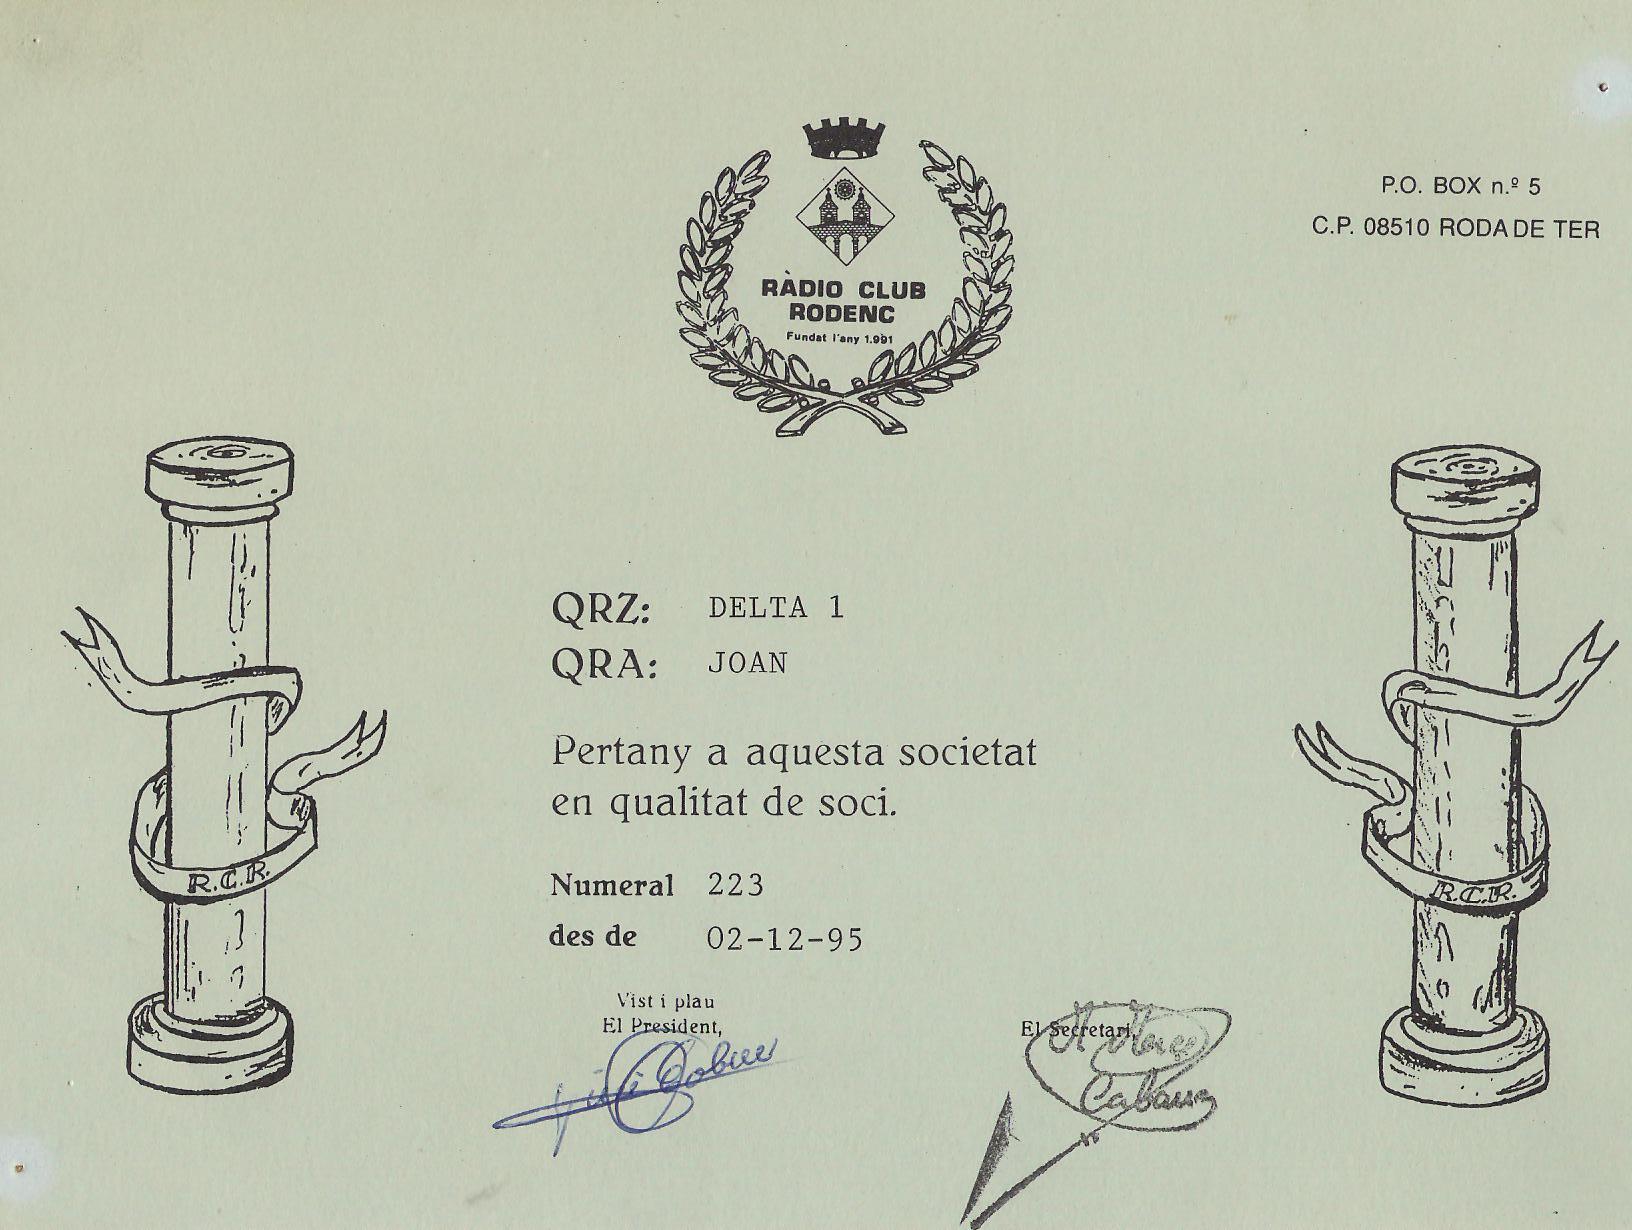 RÀDIO CLUB
RODENC
Fundat l'any 1.991
P.O. BOX n.º 5
C.P. 08510 RODA DE TER
QRZ: DELTA 1
QRA: JOAN
Pertany a aquesta societat
en qualitat de soci.
Numeral 223
des de 02-12-95
R.C.R.
R.C.R.
Vist i plau
El President,
El Secretari,